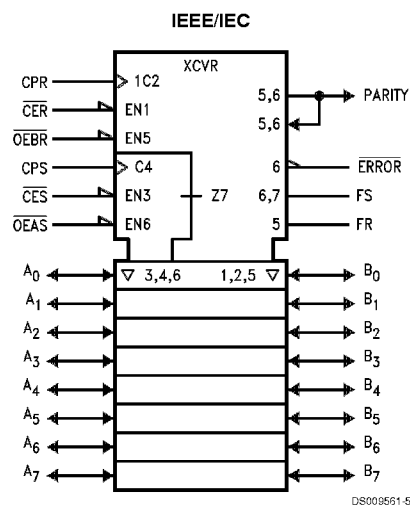 IEEE/IEC
XCVR
CPR 1C2 5,6 PARITY
CER EN1 5,6
OEBR EN5
CPS C4 6 ERROR
CES EN3 Z7 6,7 FS
OEAS EN6 5 FR
A0 ▽ 3,4,6 1,2,5 ▽ B0
A1 B1
A2 B2
A3 B3
A4 B4
A5 B5
A6 B6
A7 B7
DS009561-5